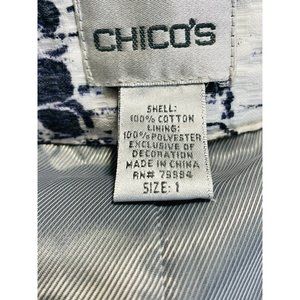 CHICO'S
SHELL:
100% COTTON
LINING:
100% POLYESTER
EXCLUSIVE OF
DECORATION
MADE IN CHINA
RN# 79984
SIZE: 1